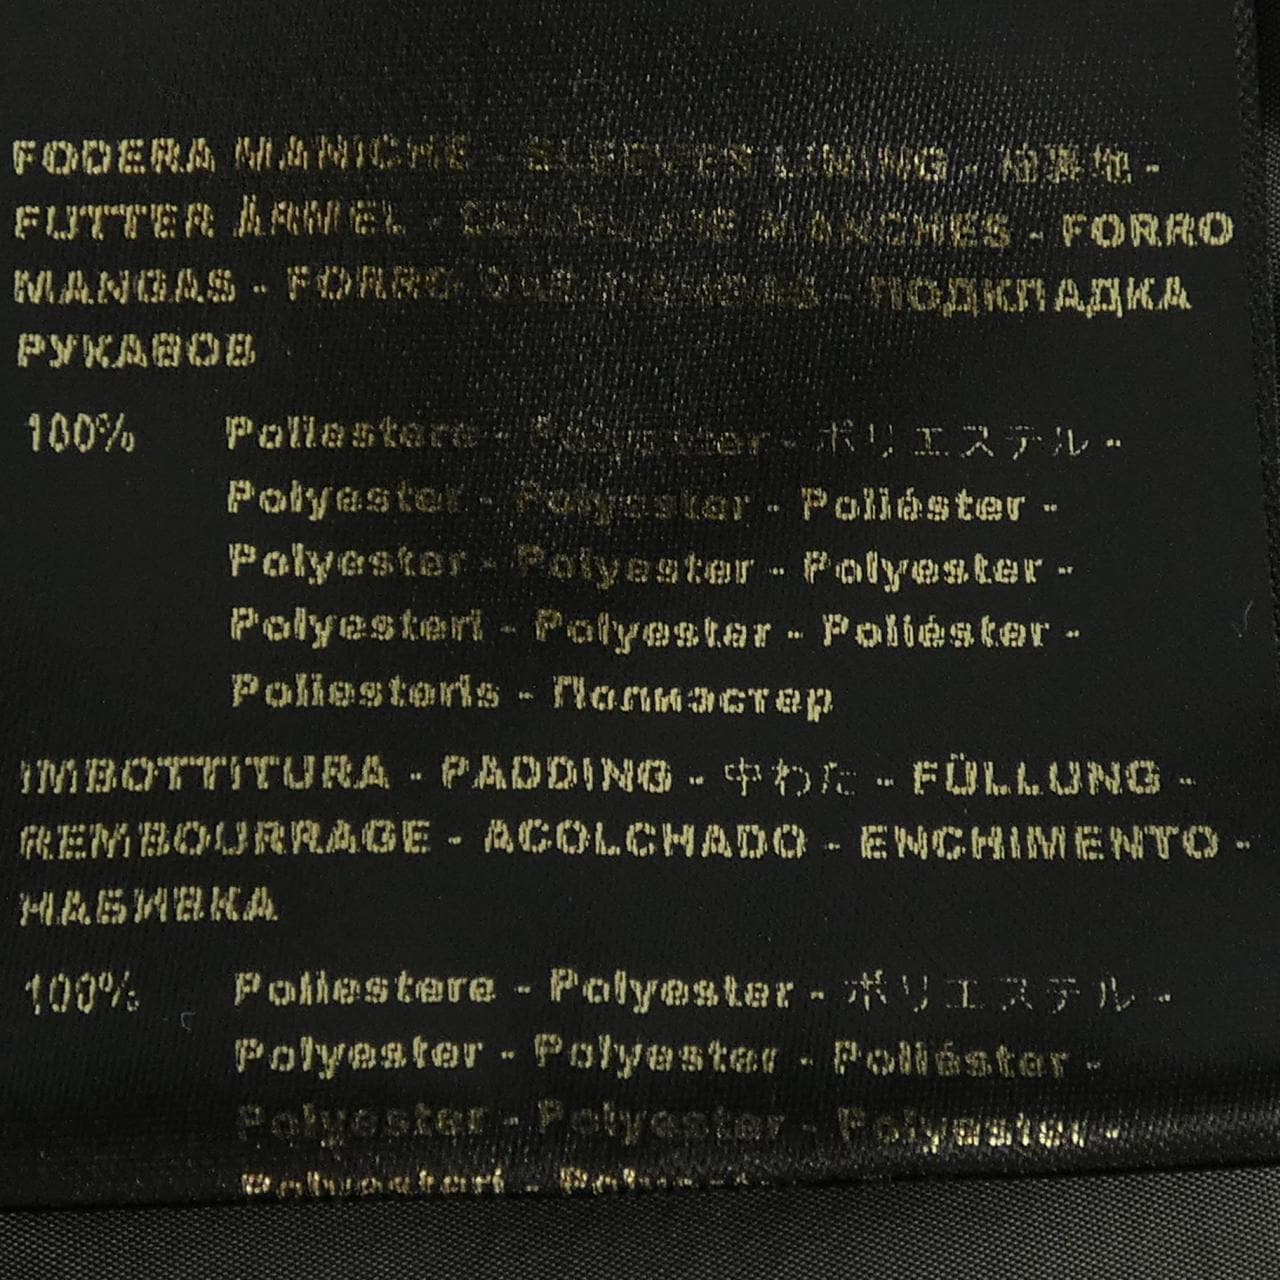 FODERA MANICHE - SLEEVES LINING - 袖裏地 -
FUTTER ÄRMEL - DOUBLURE MANCHES - FORRO
MANGAS - FORRO DAS MANGAS - ПОДКЛАДКА
РУКАВОВ
100% Poliestere - Polyester - ポリエステル -
Polyester - Polyester - Poliéster -
Polyester - Polyester - Polyester -
Polyesteri - Polyester - Poliéster -
Poliesteris - Полиэстер
IMBOTTITURA - PADDING - 中わた - FÜLLUNG -
REMBOURRAGE - ACOLCHADO - ENCHIMENTO -
НАБИВКА
100% Poliestere - Polyester - ポリエステル -
Polyester - Polyester - Poliéster -
Polyester - Polyester - Polyester -
Polyesteri -